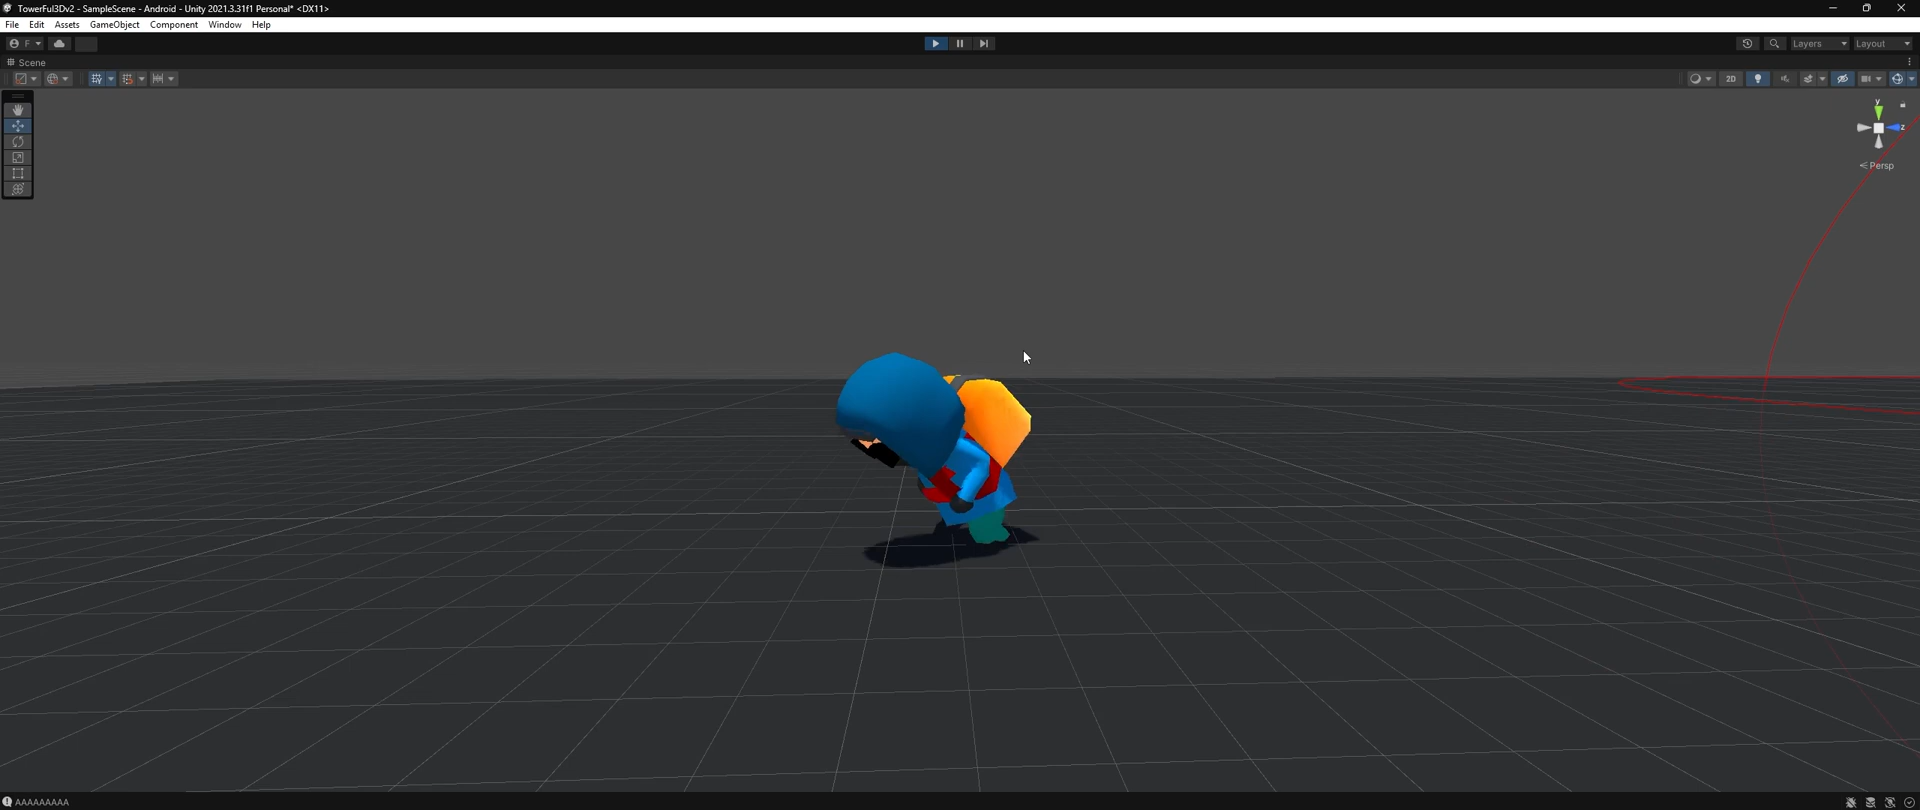 TowerFul3Dv2 - SampleScene - Android - Unity 2021.3.31f1 Personal* <DX11>
File Edit Assets GameObject Component Window Help
F Layers Layout
Scene
2D
y
z
< Persp
AAAAAAAAA